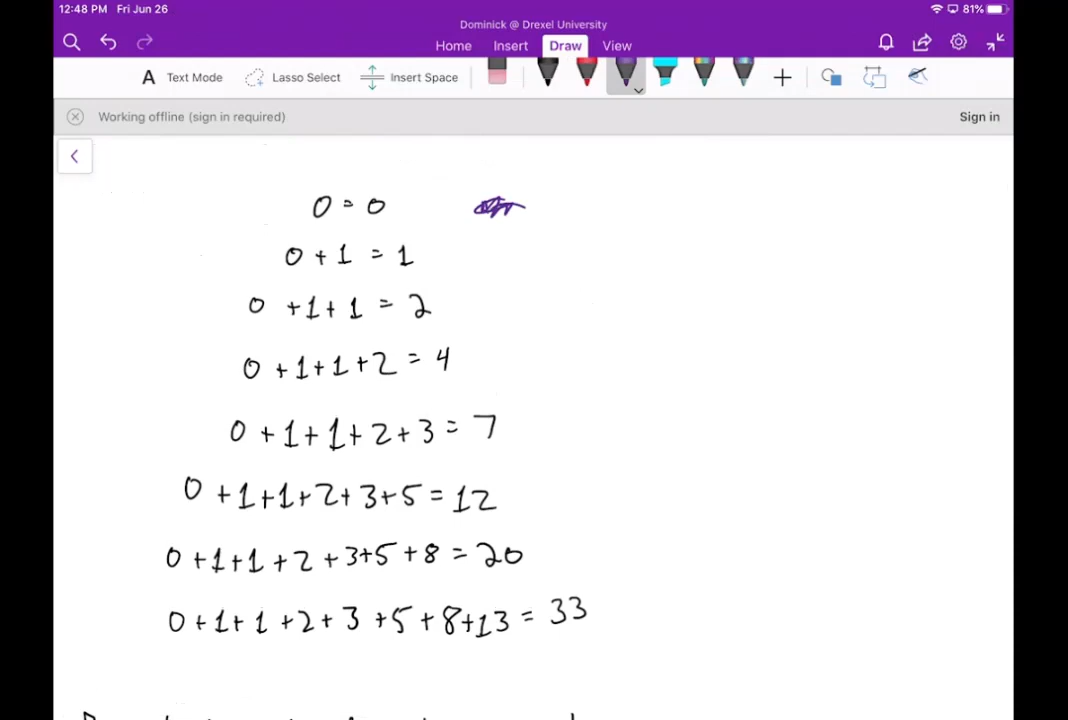 12:48 PM Fri Jun 26
81%
Dominick @ Drexel University
Home Insert Draw View
Text Mode Lasso Select Insert Space
Working offline (sign in required) Sign in
0 = 0
0 + 1 = 1
0 + 1 + 1 = 2
0 + 1 + 1 + 2 = 4
0 + 1 + 1 + 2 + 3 = 7
0 + 1 + 1 + 2 + 3 + 5 = 12
0 + 1 + 1 + 2 + 3 + 5 + 8 = 20
0 + 1 + 1 + 2 + 3 + 5 + 8 + 13 = 33